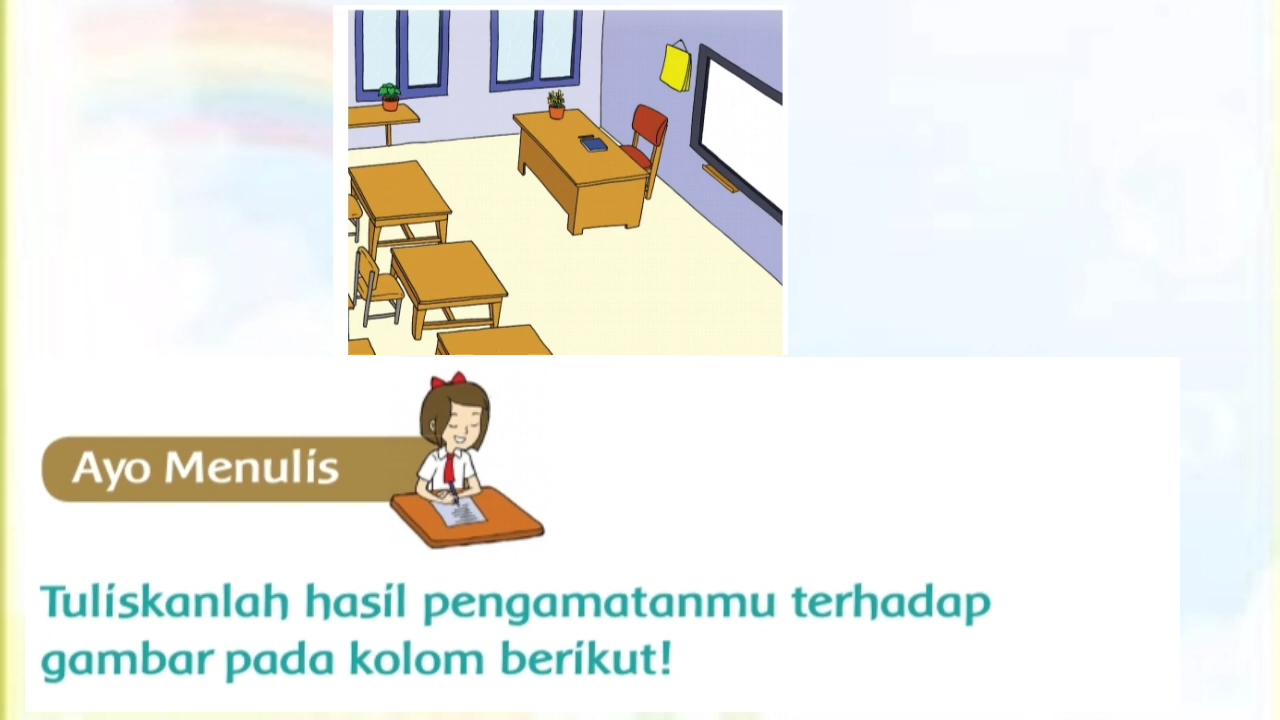 Ayo Menulis
Tuliskanlah hasil pengamatanmu terhadap
gambar pada kolom berikut!